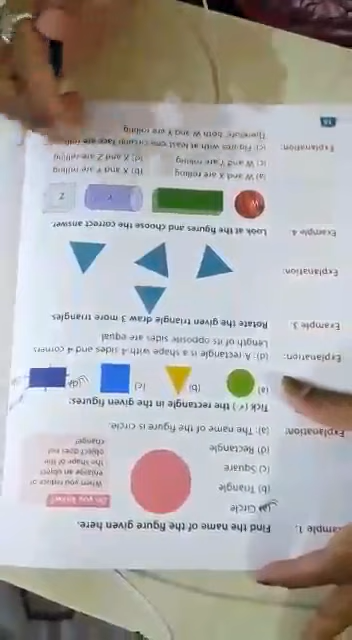 Example 1. Find the name of the figure given here.
(a) Circle
(b) Triangle
(c) Square
(d) Rectangle
Do you know?
When you reduce or
enlarge an object
the shape of the
object does not
change!
Explanation: (a): The name of the figure is circle.
Tick (✓) the rectangle in the given figures:
(a) (b) (c) (d)
Explanation: (d): A rectangle is a shape with 4 sides and 4 corners
Length of its opposite sides are equal
Example 3. Rotate the given triangle draw 3 more triangles
Explanation:
Example 4. Look at the figures and choose the correct answer
W Y Z
(a) W and X are rolling (b) X and Y are rolling
(c) W and Y are rolling (d) X and Z are rolling
Explanation: (c) Figures with at least one circular face are rolling
Therefore, both W and Y are rolling